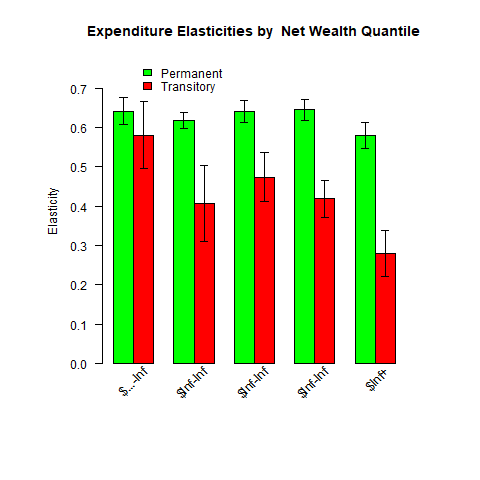 Expenditure Elasticities by  Net Wealth Quantile
Permanent
Transitory
Elasticity
0.7
0.6
0.5
0.4
0.3
0.2
0.1
0.0
$...-Inf
$Inf-Inf
$Inf-Inf
$Inf-Inf
$Inf+